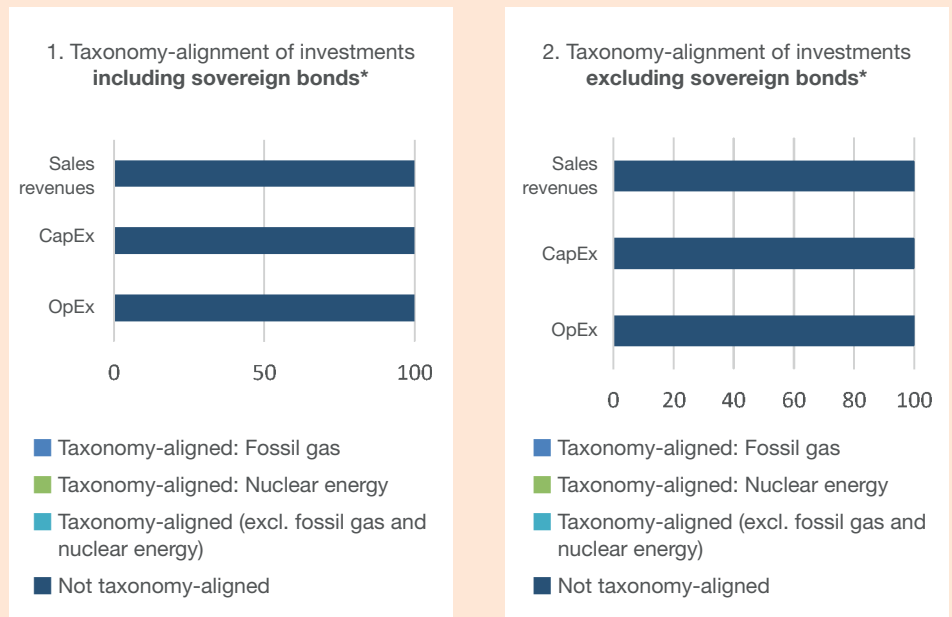 1. Taxonomy-alignment of investments
including sovereign bonds*
Sales
revenues
CapEx
OpEx
0 50 100
Taxonomy-aligned: Fossil gas
Taxonomy-aligned: Nuclear energy
Taxonomy-aligned (excl. fossil gas and
nuclear energy)
Not taxonomy-aligned
2. Taxonomy-alignment of investments
excluding sovereign bonds*
Sales
revenues
CapEx
OpEx
0 20 40 60 80 100
Taxonomy-aligned: Fossil gas
Taxonomy-aligned: Nuclear energy
Taxonomy-aligned (excl. fossil gas and
nuclear energy)
Not taxonomy-aligned